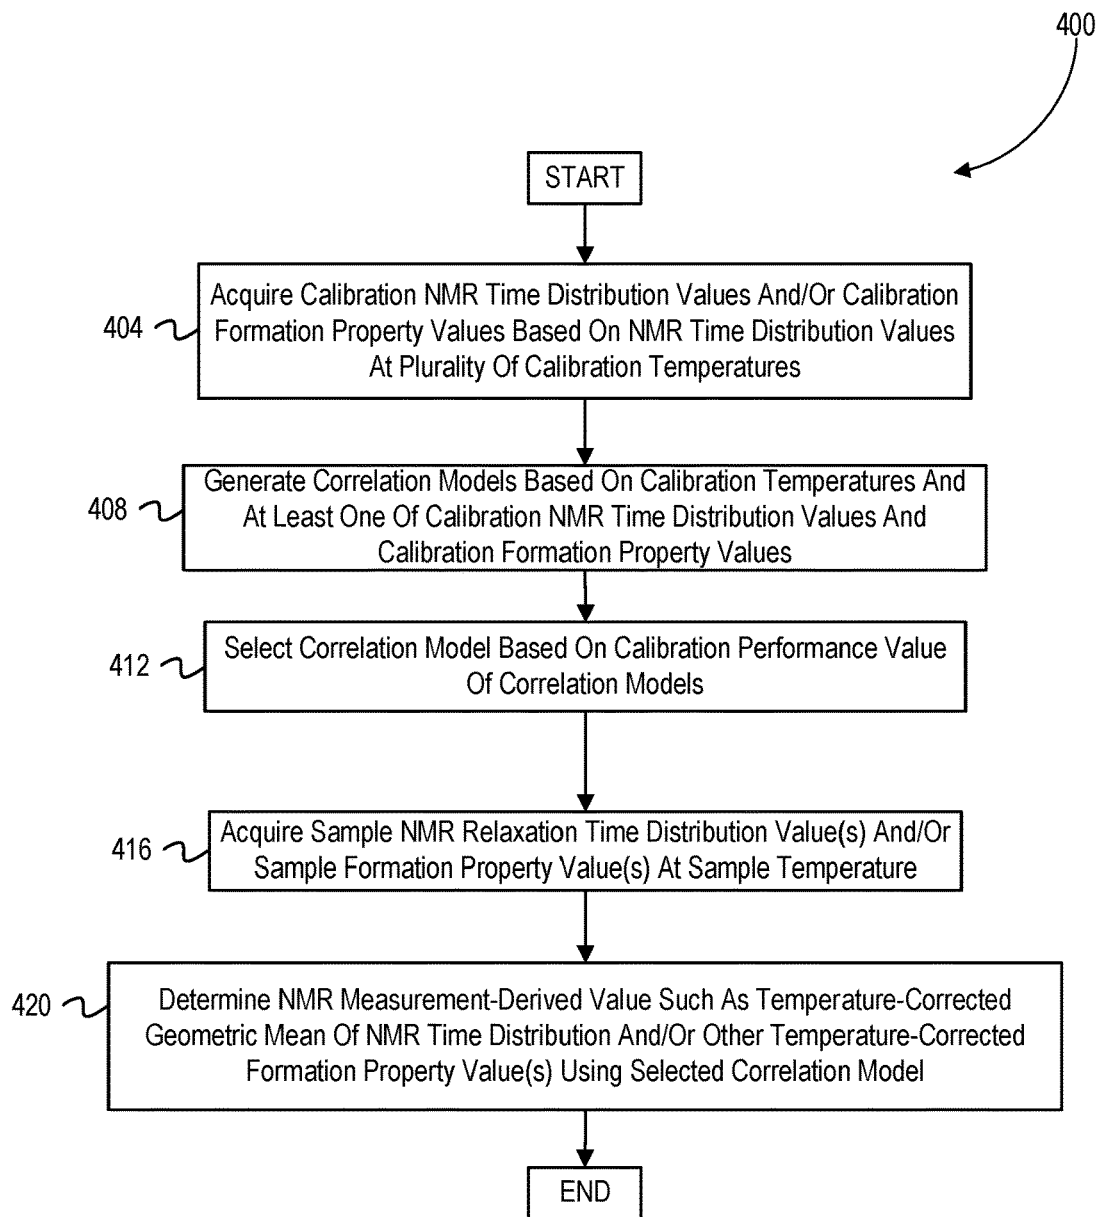 400
START
404
Acquire Calibration NMR Time Distribution Values And/Or Calibration
Formation Property Values Based On NMR Time Distribution Values
At Plurality Of Calibration Temperatures
408
Generate Correlation Models Based On Calibration Temperatures And
At Least One Of Calibration NMR Time Distribution Values And
Calibration Formation Property Values
412
Select Correlation Model Based On Calibration Performance Value
Of Correlation Models
416
Acquire Sample NMR Relaxation Time Distribution Value(s) And/Or
Sample Formation Property Value(s) At Sample Temperature
420
Determine NMR Measurement-Derived Value Such As Temperature-Corrected
Geometric Mean Of NMR Time Distribution And/Or Other Temperature-Corrected
Formation Property Value(s) Using Selected Correlation Model
END